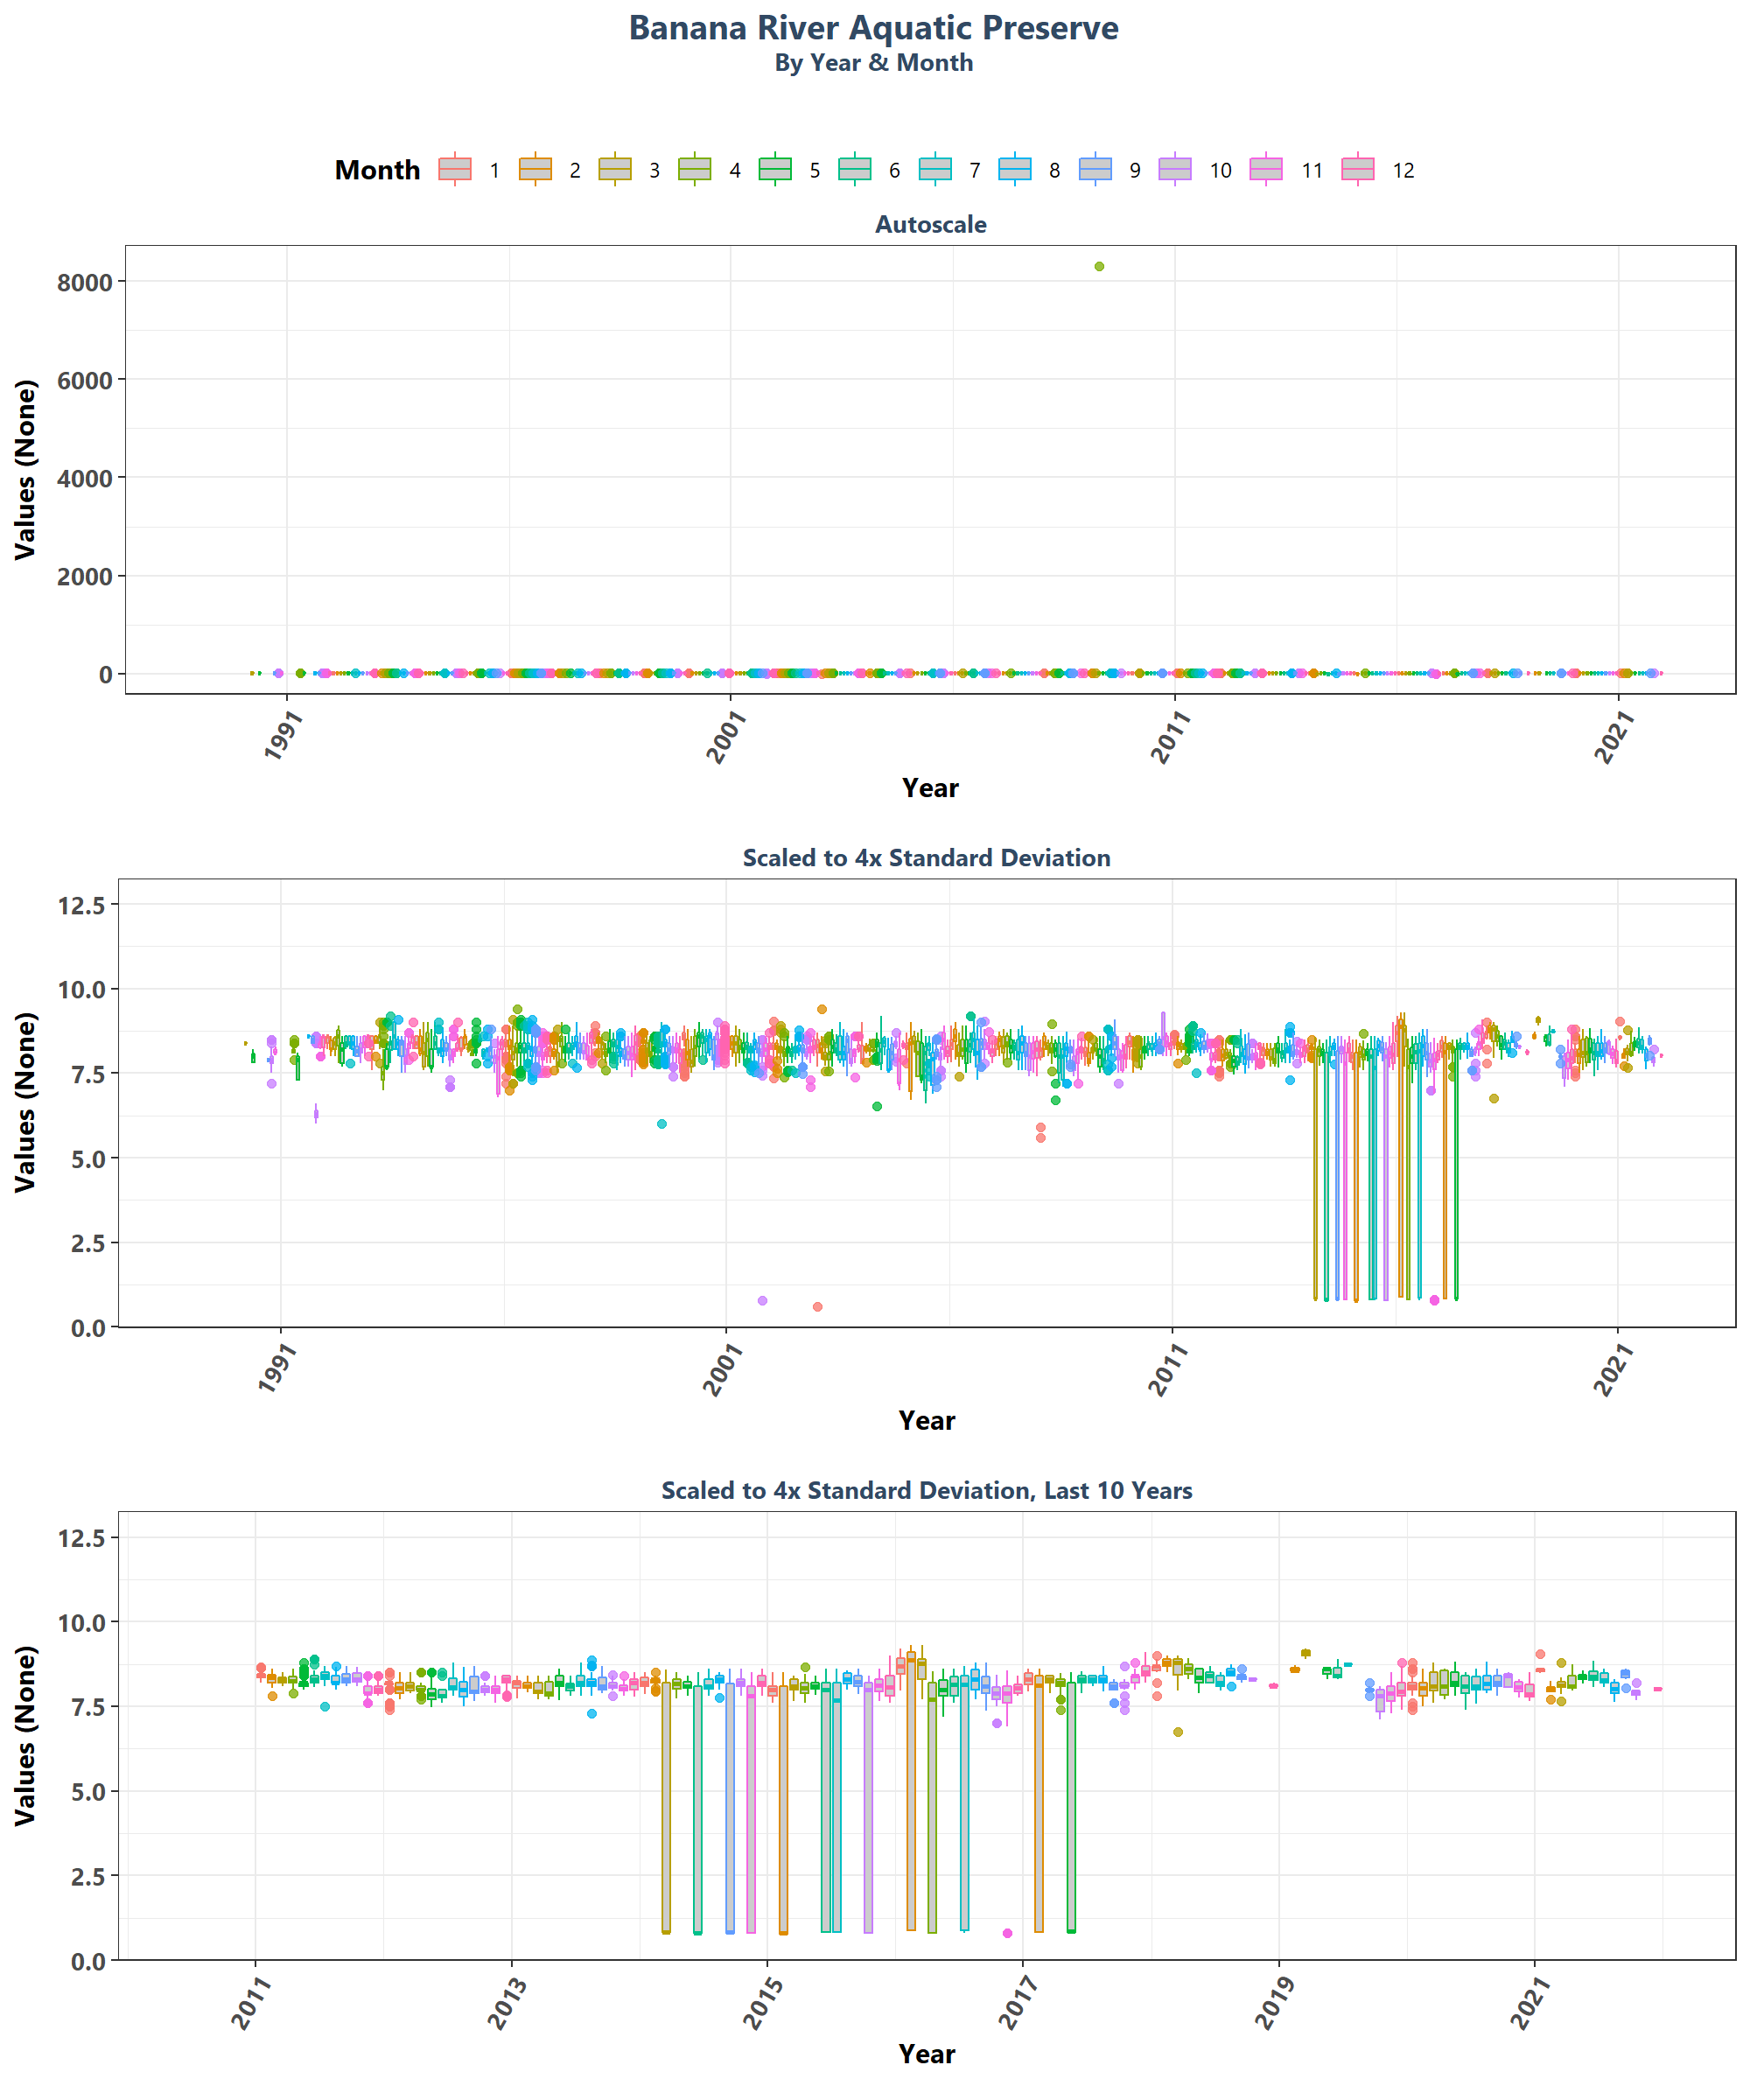 Banana River Aquatic Preserve
By Year & Month
Month 1 2 3 4 5 6 7 8 9 10 11 12
Autoscale
Values (None)
8000
6000
4000
2000
0
1991 2001 2011 2021
Year
Scaled to 4x Standard Deviation
Values (None)
12.5
10.0
7.5
5.0
2.5
0.0
1991 2001 2011 2021
Year
Scaled to 4x Standard Deviation, Last 10 Years
Values (None)
12.5
10.0
7.5
5.0
2.5
0.0
2011 2013 2015 2017 2019 2021
Year